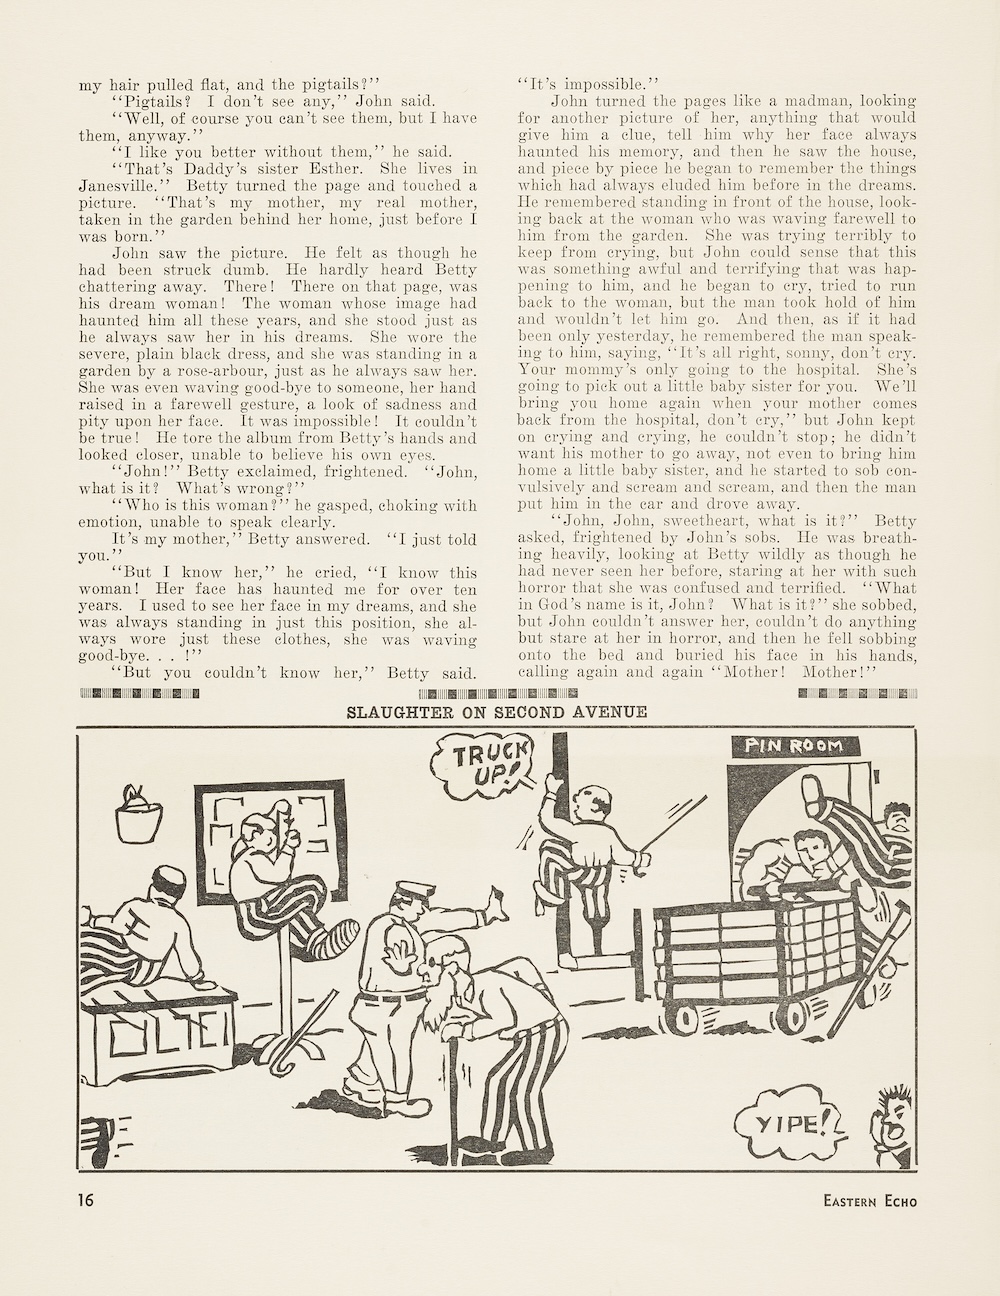 my hair pulled flat, and the pigtails?"
"Pigtails? I don't see any," John said.
"Well, of course you can't see them, but I have
them, anyway."
"I like you better without them," he said.
"That's Daddy's sister Esther. She lives in
Janesville." Betty turned the page and touched a
picture. "That's my mother, my real mother,
taken in the garden behind her home, just before I
was born."
John saw the picture. He felt as though he
had been struck dumb. He hardly heard Betty
chattering away. There! There on that page, was
his dream woman! The woman whose image had
haunted him all these years, and she stood just as
he always saw her in his dreams. She wore the
severe, plain black dress, and she was standing in a
garden by a rose-arbour, just as he always saw her.
She was even waving good-bye to someone, her hand
raised in a farewell gesture, a look of sadness and
pity upon her face. It was impossible! It couldn't
be true! He tore the album from Betty's hands and
looked closer, unable to believe his own eyes.
"John!" Betty exclaimed, frightened. "John,
what is it? What's wrong?"
"Who is this woman?" he gasped, choking with
emotion, unable to speak clearly.
It's my mother," Betty answered. "I just told
you."
"But I know her," he cried, "I know this
woman! Her face has haunted me for over ten
years. I used to see her face in my dreams, and she
was always standing in just this position, she al-
ways wore just these clothes, she was waving
good-bye. . . !"
"But you couldn't know her," Betty said.
"It's impossible."
John turned the pages like a madman, looking
for another picture of her, anything that would
give him a clue, tell him why her face always
haunted his memory, and then he saw the house,
and piece by piece he began to remember the things
which had always eluded him before in the dreams.
He remembered standing in front of the house, look-
ing back at the woman who was waving farewell to
him from the garden. She was trying terribly to
keep from crying, but John could sense that this
was something awful and terrifying that was hap-
pening to him, and he began to cry, tried to run
back to the woman, but the man took hold of him
and wouldn't let him go. And then, as if it had
been only yesterday, he remembered the man speak-
ing to him, saying, "It's all right, sonny, don't cry.
Your mommy's only going to the hospital. She's
going to pick out a little baby sister for you. We'll
bring you home again when your mother comes
back from the hospital, don't cry," but John kept
on crying and crying, he couldn't stop; he didn't
want his mother to go away, not even to bring him
home a little baby sister, and he started to sob con-
vulsively and scream and scream, and then the man
put him in the car and drove away.
"John, John, sweetheart, what is it?" Betty
asked, frightened by John's sobs. He was breath-
ing heavily, looking at Betty wildly as though he
had never seen her before, staring at her with such
horror that she was confused and terrified. "What
in God's name is it, John? What is it?" she sobbed,
but John couldn't answer her, couldn't do anything
but stare at her in horror, and then he fell sobbing
onto the bed and buried his face in his hands,
calling again and again "Mother! Mother!"
SLAUGHTER ON SECOND AVENUE
TRUCK
UP!
PIN ROOM
YIPE!
16
EASTERN ECHO